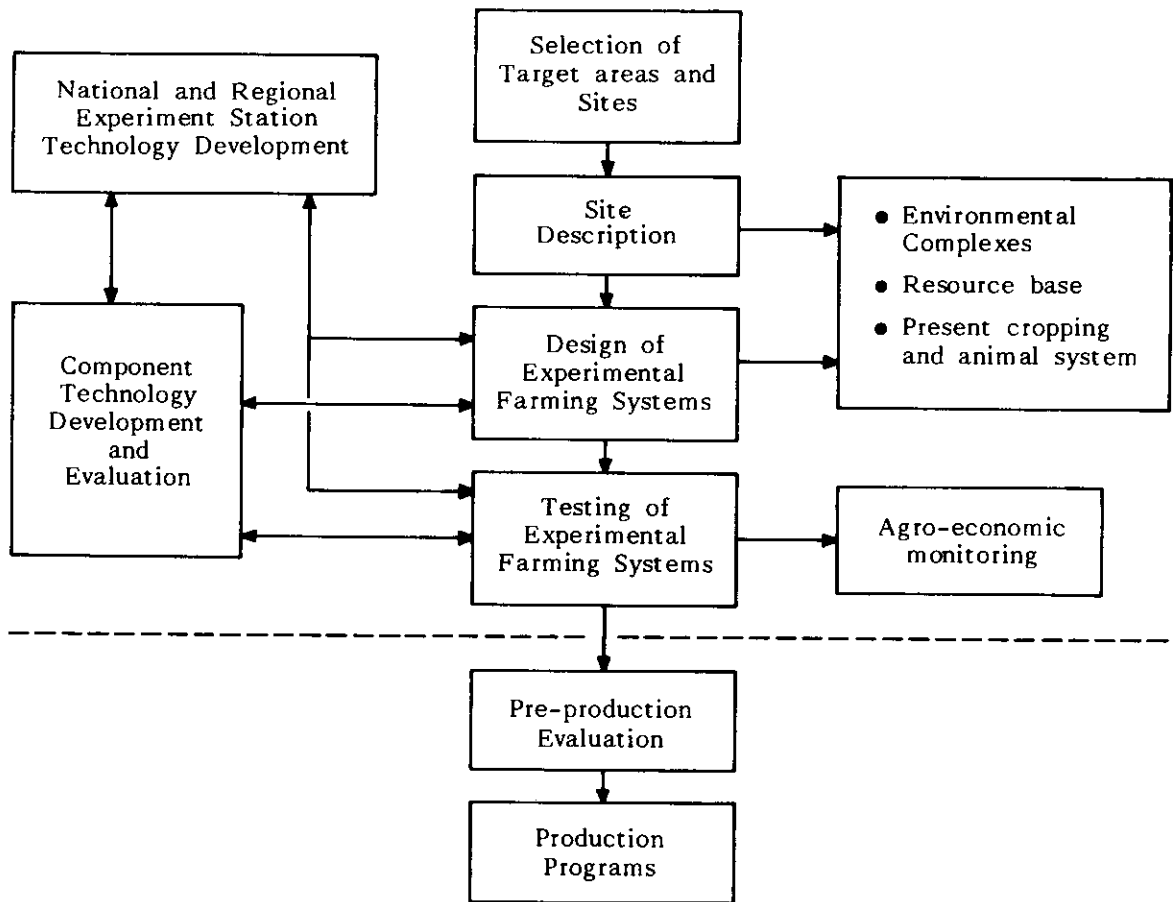 Selection of
Target areas and
Sites
National and Regional
Experiment Station
Technology Development
Site
Description
● Environmental
Complexes
● Resource base
● Present cropping
and animal system
Component
Technology
Development
and
Evaluation
Design of
Experimental
Farming Systems
Testing of
Experimental
Farming Systems
Agro-economic
monitoring
Pre-production
Evaluation
Production
Programs